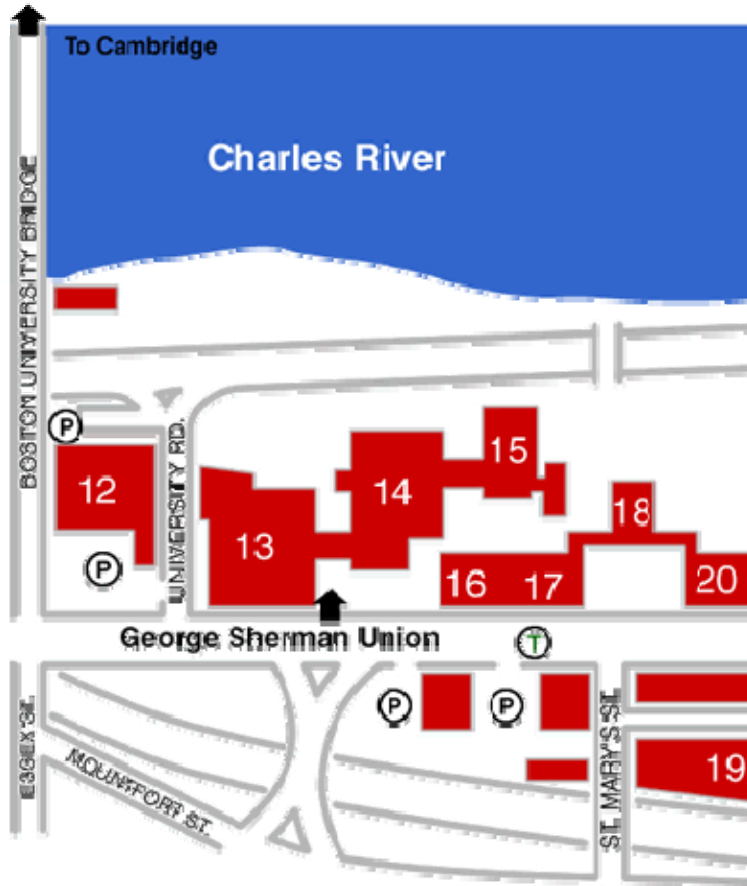 To Cambridge
Charles River
BOSTON UNIVERSITY BRIDGE
P
UNIVERSITY RD.
12
13
14
15
16
17
18
20
P
George Sherman Union
T
P
P
ESSEX ST.
MOUNTFORT ST.
ST. MARY'S ST.
19